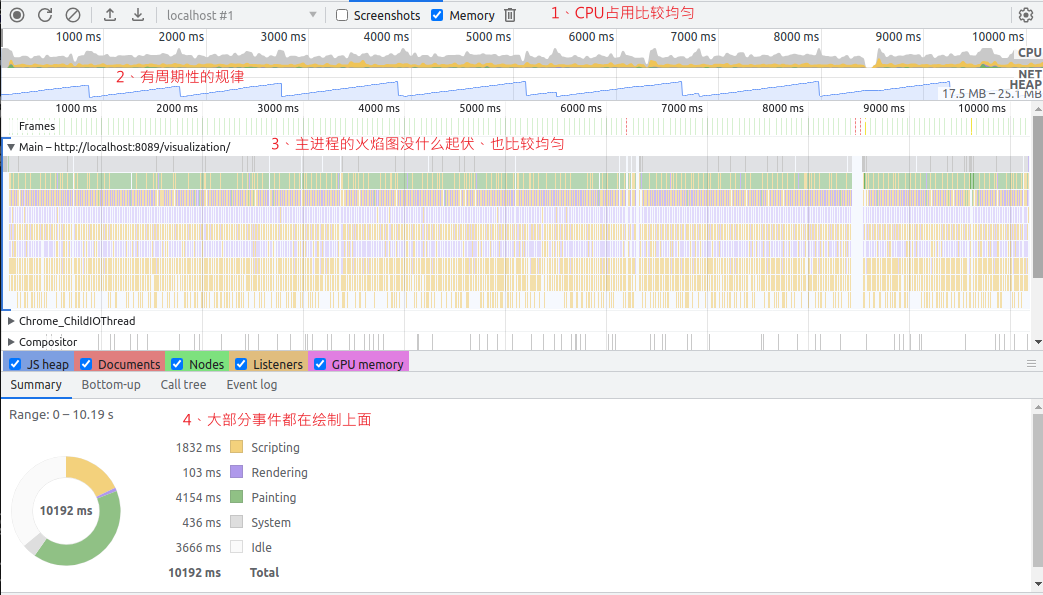 localhost #1 Screenshots Memory 1、CPU占用比较均匀
1000 ms 2000 ms 3000 ms 4000 ms 5000 ms 6000 ms 7000 ms 8000 ms 9000 ms 10000 ms
CPU
2、有周期性的规律 NET
HEAP
17.5 MB – 25.1 MB
1000 ms 2000 ms 3000 ms 4000 ms 5000 ms 6000 ms 7000 ms 8000 ms 9000 ms 10000 ms
Frames
Main – http://localhost:8089/visualization/ 3、主进程的火焰图没什么起伏、也比较均匀
Chrome_ChildIOThread
Compositor
JS heap Documents Nodes Listeners GPU memory
Summary Bottom-up Call tree Event log
Range: 0 – 10.19 s 4、大部分事件都在绘制上面
1832 ms Scripting
103 ms Rendering
4154 ms Painting
436 ms System
3666 ms Idle
10192 ms Total
10192 ms